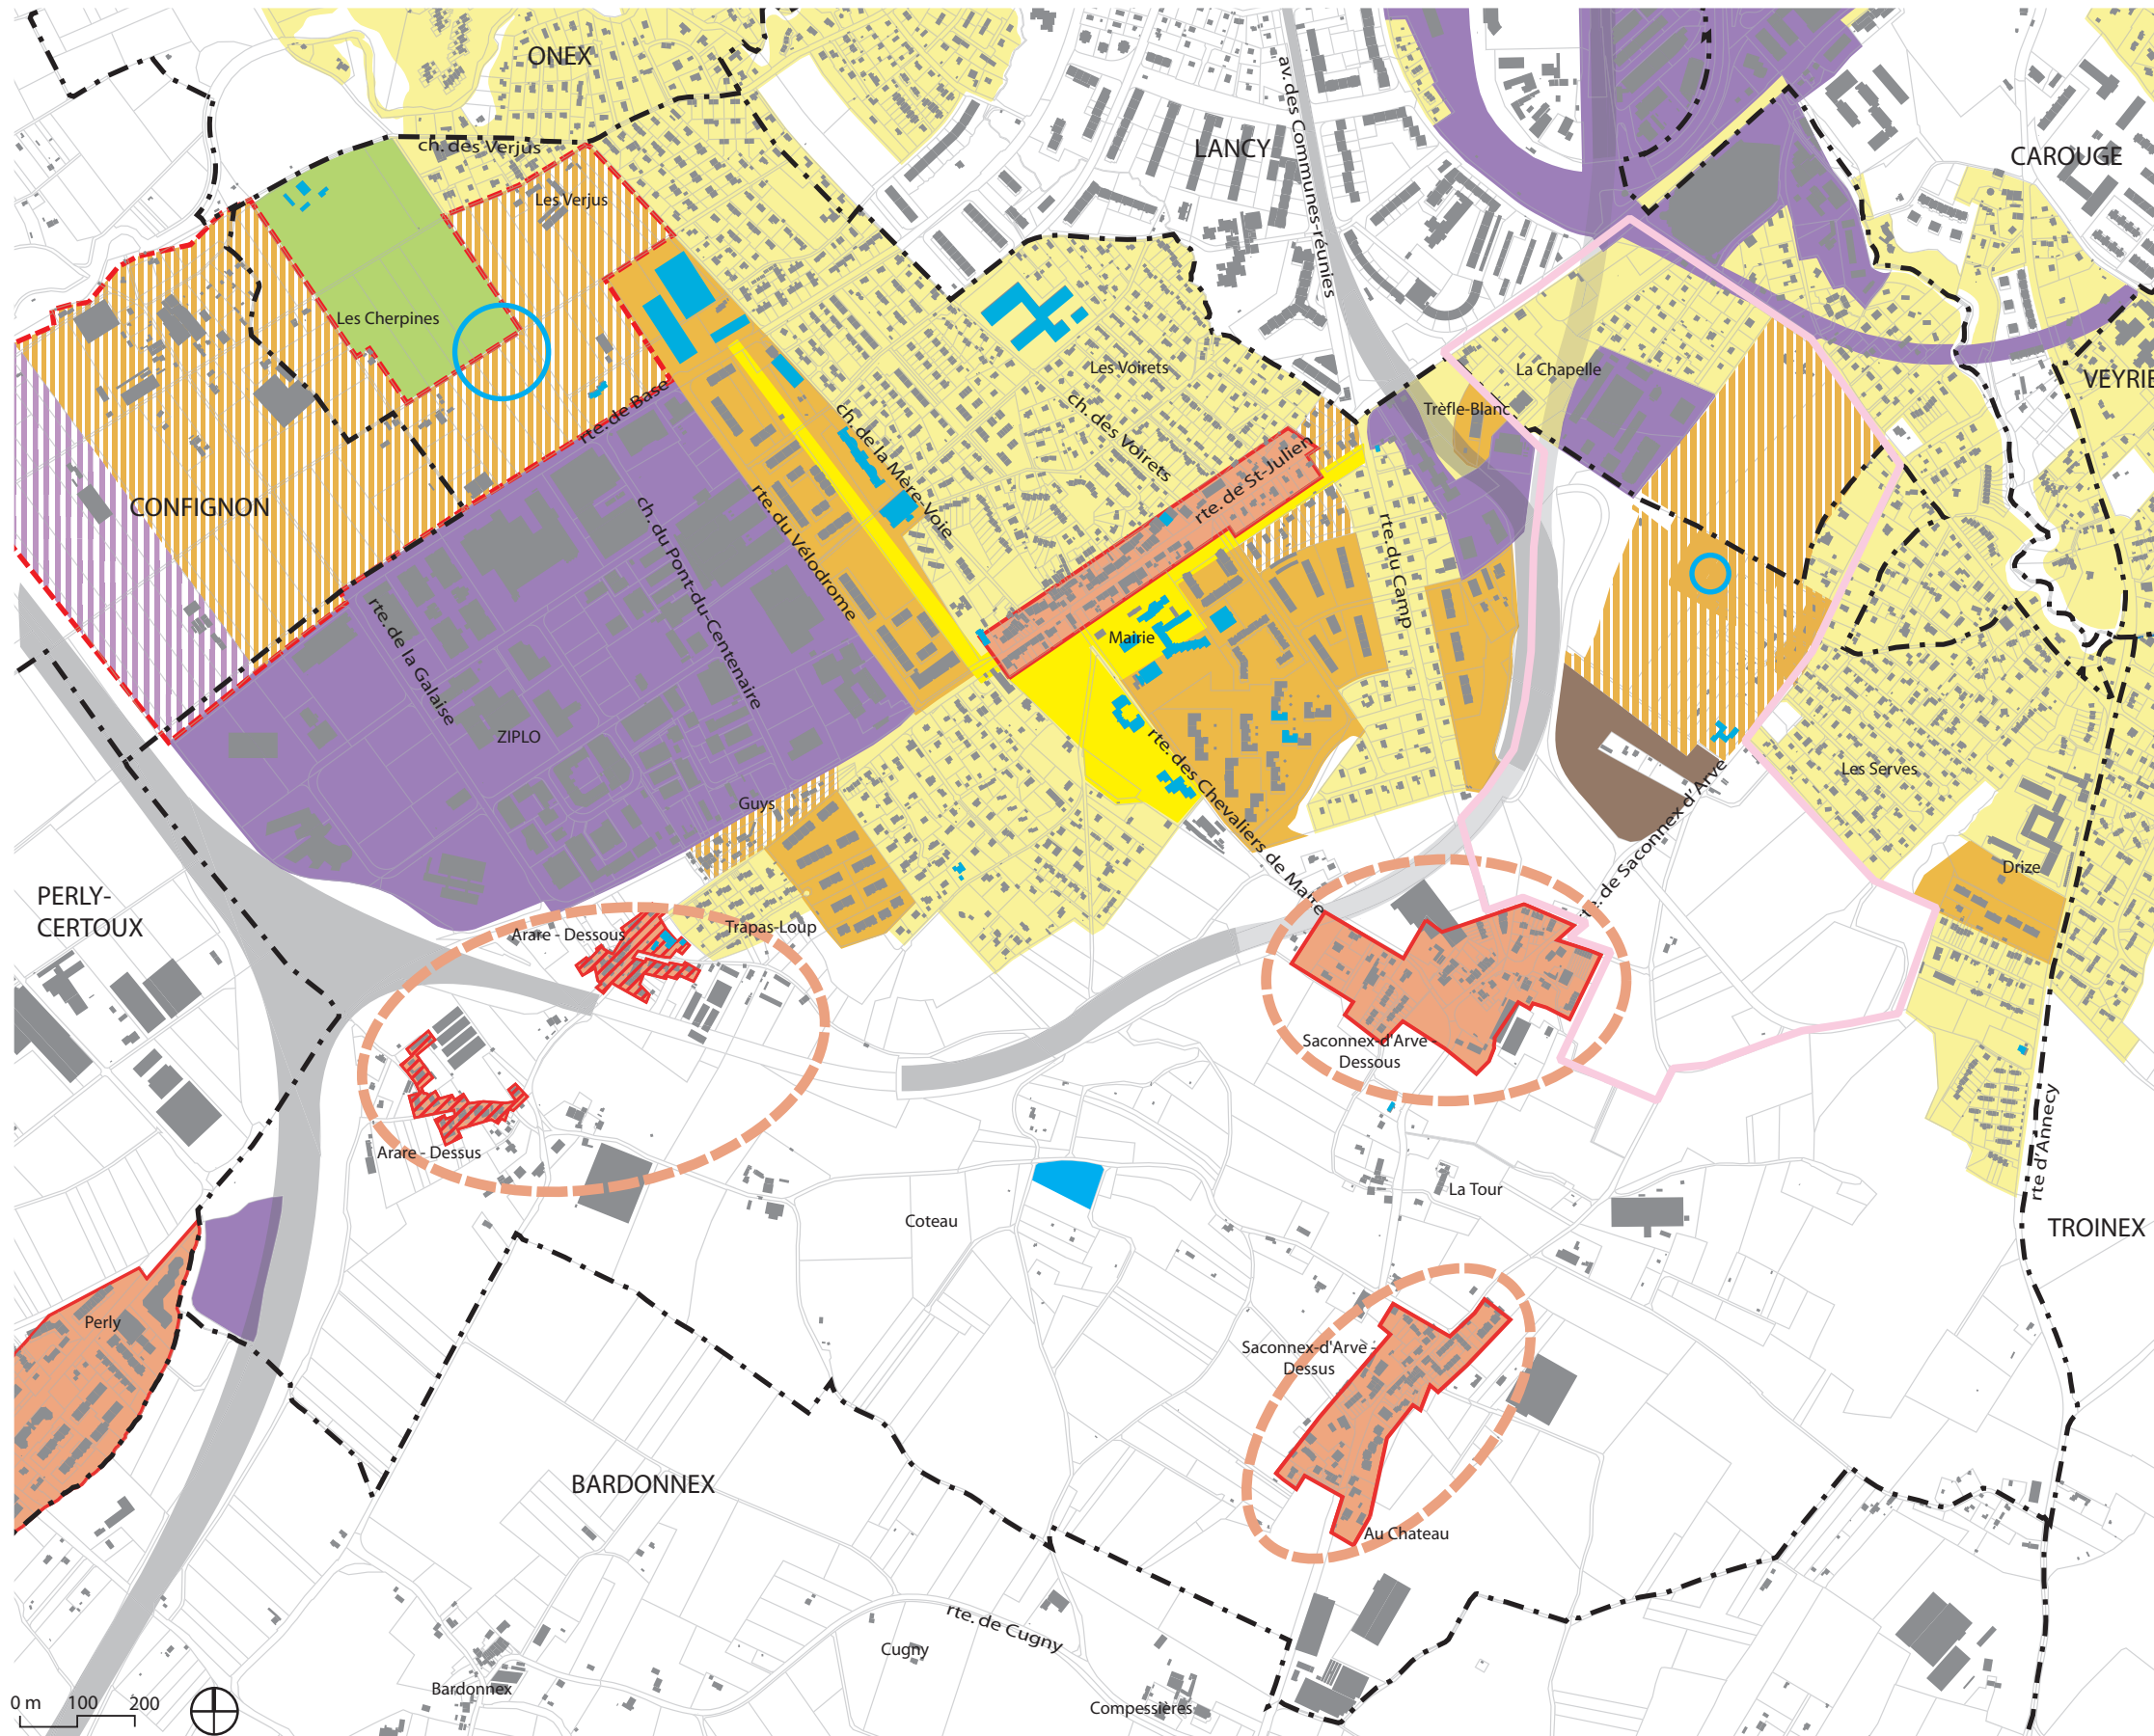 ONEX
ch. des Verjus
av. des Communes-réunies
LANCY
CAROUGE
Les Verjus
Les Cherpines
Les Voirets
La Chapelle
VEYRIE
rte. de Base
ch. de la Mère-Voie
ch. des Voirets
Trèfle-Blanc
rte. de St-Julien
CONFIGNON
ch. du Pont-du-Centenaire
rte. du Vélodrome
rte. du Camp
rte. de la Galaise
Mairie
ZIPLO
rte. des Chevaliers de Maire
Les Serves
Guys
rte. de Saconnex d'Arve
Drize
PERLY-
CERTOUX
Arare - Dessous
Trapas-Loup
Saconnex-d'Arve -
Dessous
Arare - Dessus
rte d'Annecy
La Tour
Coteau
TROINEX
Perly
Saconnex-d'Arve -
Dessus
BARDONNEX
Au Chateau
rte. de Cugny
Cugny
Bardonnex
Compessières
0 m 100 200